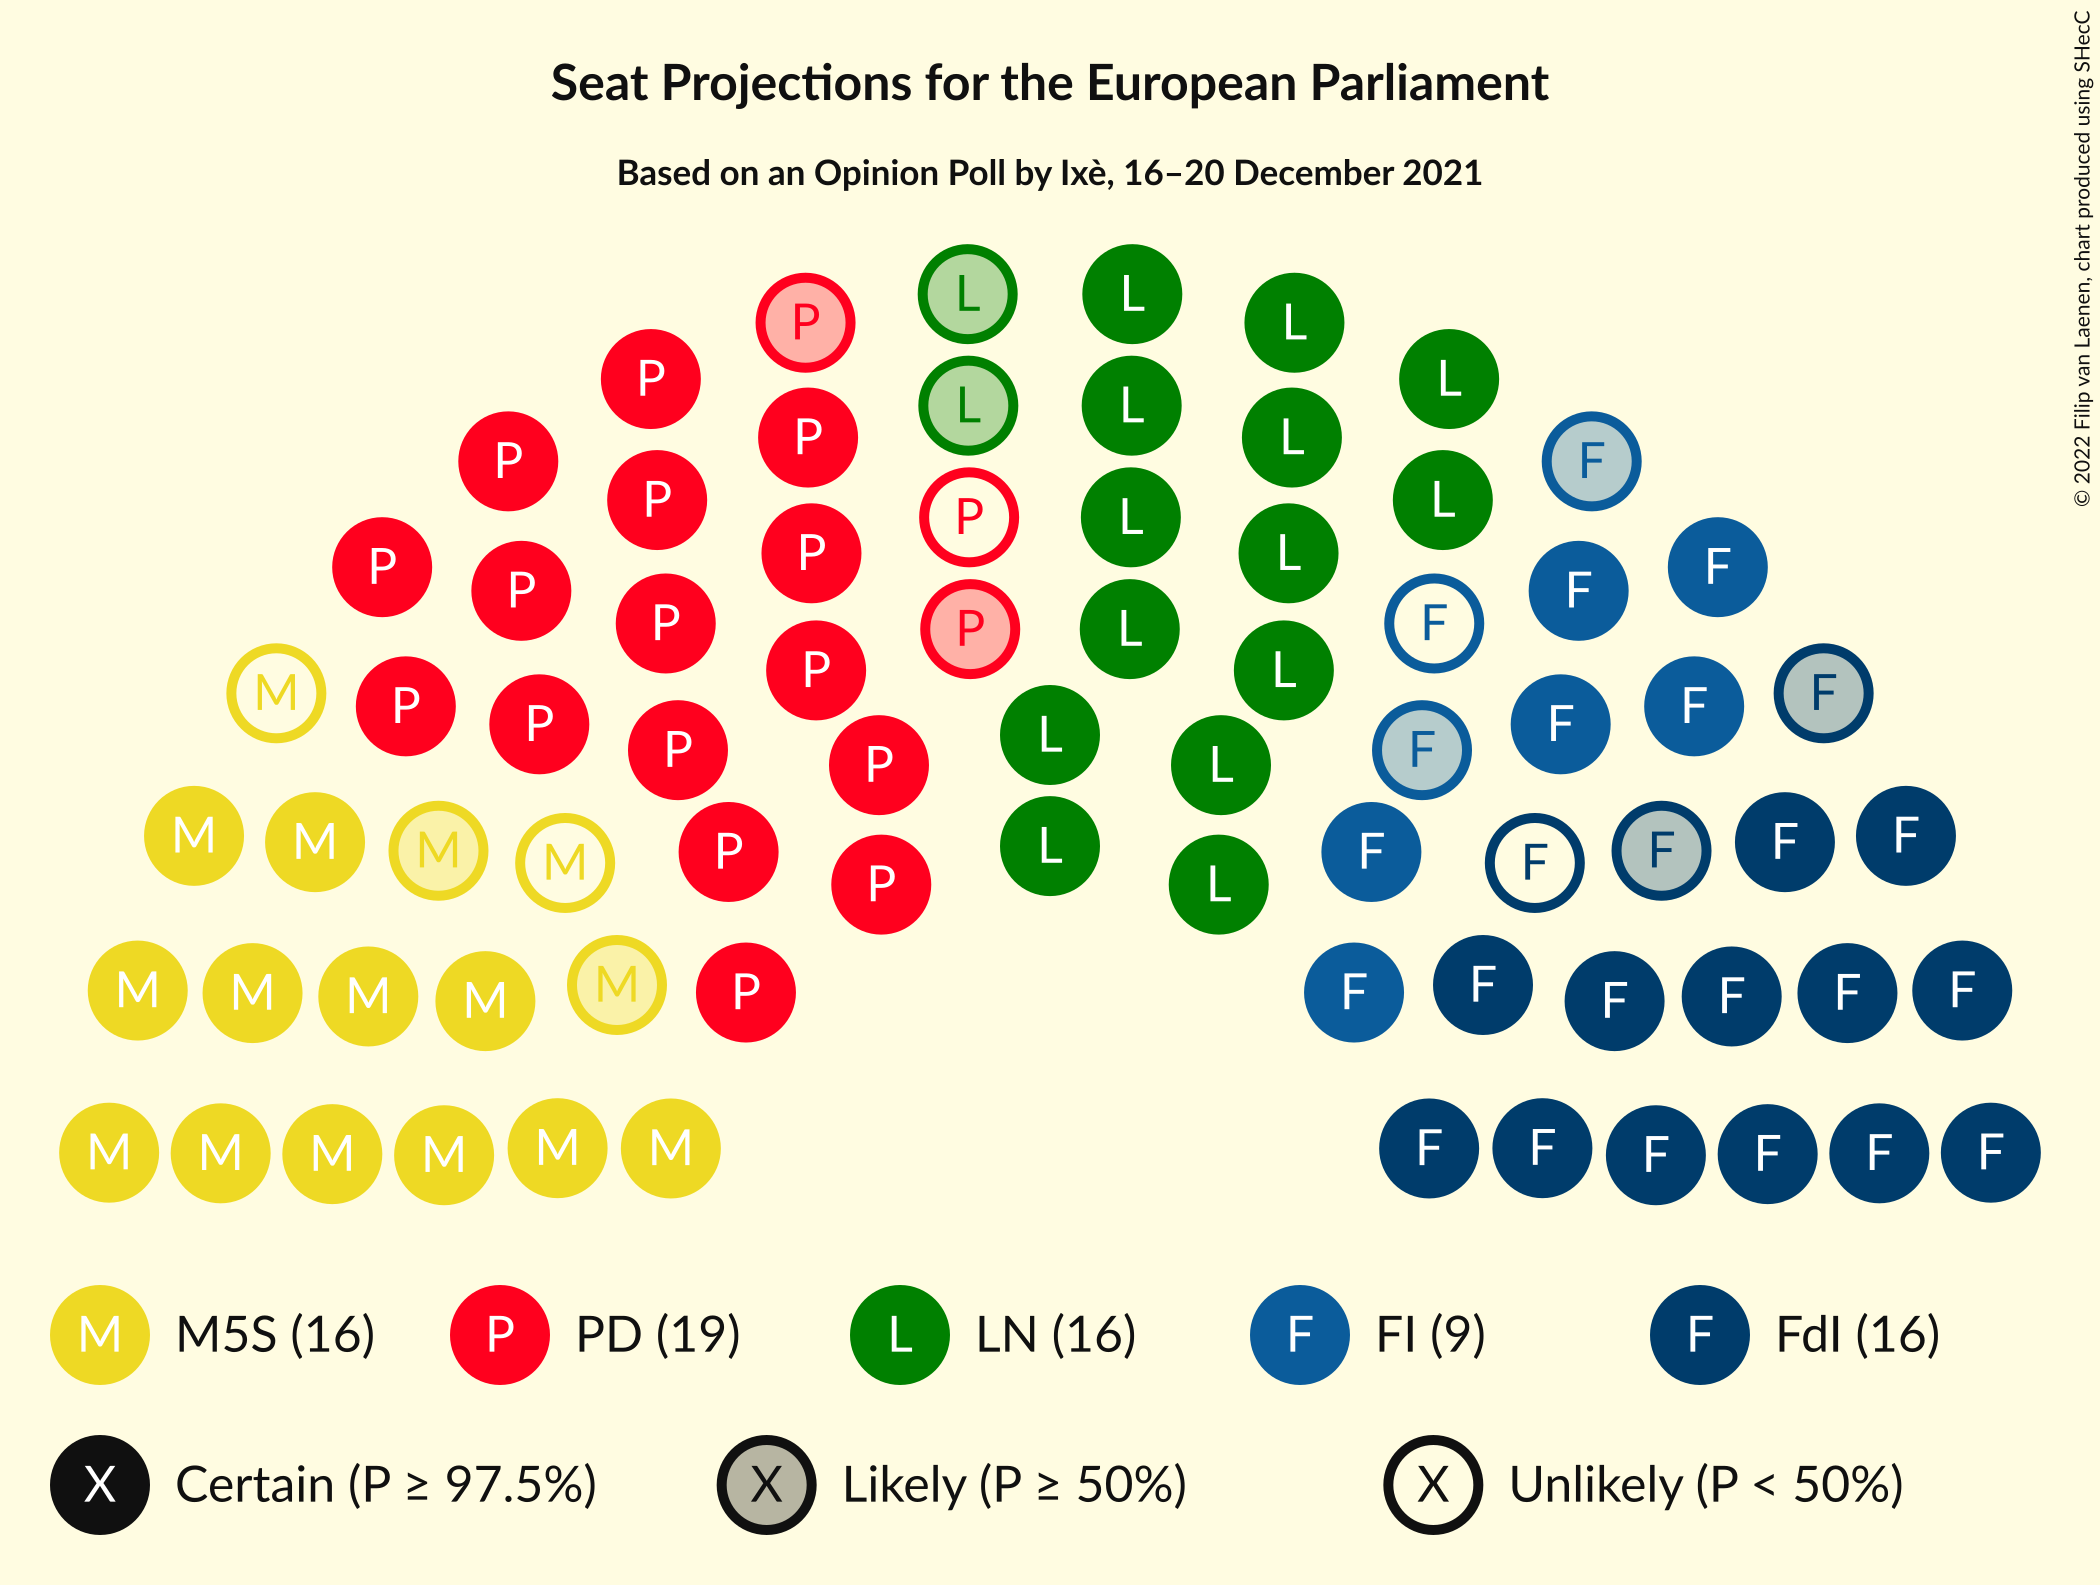 Seat Projections for the European Parliament
Based on an Opinion Poll by Ixè, 16–20 December 2021
© 2022 Filip van Laenen, chart produced using SHecC
L L
P L
P L L
P P L
P L F
P P L
P L
P L F
P P F F
P P F
P L
M P P F F
P P F F
L
P L
M M M M P L F F F F F
P L
M M M M M P F F F F F F
M M M M M M F F F F F F
M M5S (16) P PD (19) L LN (16) F FI (9) F FdI (16)
X Certain (P ≥ 97.5%) X Likely (P ≥ 50%) X Unlikely (P < 50%)